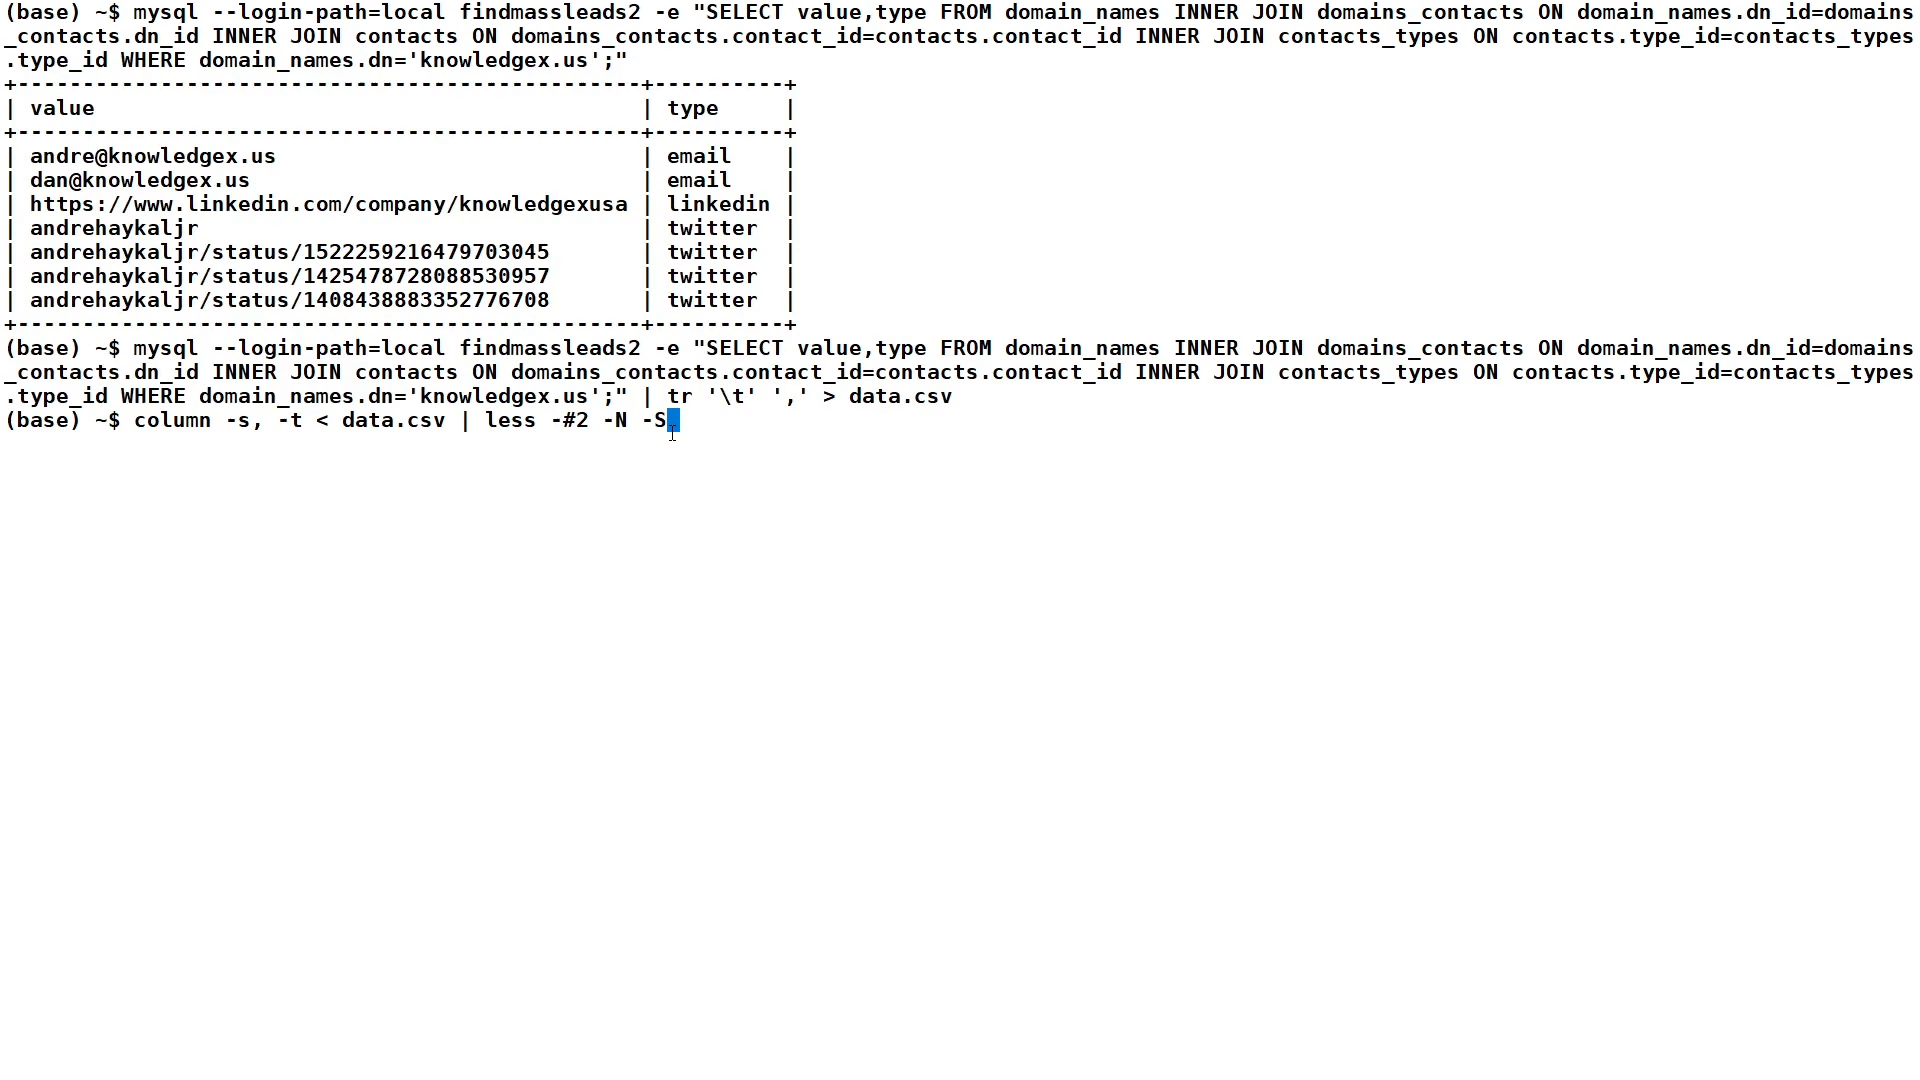 (base) ~$ mysql --login-path=local findmassleads2 -e "SELECT value,type FROM domain_names INNER JOIN domains_contacts ON domain_names.dn_id=domains
_contacts.dn_id INNER JOIN contacts ON domains_contacts.contact_id=contacts.contact_id INNER JOIN contacts_types ON contacts.type_id=contacts_types
.type_id WHERE domain_names.dn='knowledgex.us';"
+------------------------------------------------+----------+
| value                                          | type     |
+------------------------------------------------+----------+
| andre@knowledgex.us                            | email    |
| dan@knowledgex.us                              | email    |
| https://www.linkedin.com/company/knowledgexusa | linkedin |
| andrehaykaljr                                  | twitter  |
| andrehaykaljr/status/1522259216479703045       | twitter  |
| andrehaykaljr/status/1425478728088530957       | twitter  |
| andrehaykaljr/status/1408438883352776708       | twitter  |
+------------------------------------------------+----------+
(base) ~$ mysql --login-path=local findmassleads2 -e "SELECT value,type FROM domain_names INNER JOIN domains_contacts ON domain_names.dn_id=domains
_contacts.dn_id INNER JOIN contacts ON domains_contacts.contact_id=contacts.contact_id INNER JOIN contacts_types ON contacts.type_id=contacts_types
.type_id WHERE domain_names.dn='knowledgex.us';" | tr '\t' ',' > data.csv
(base) ~$ column -s, -t < data.csv | less -#2 -N -S